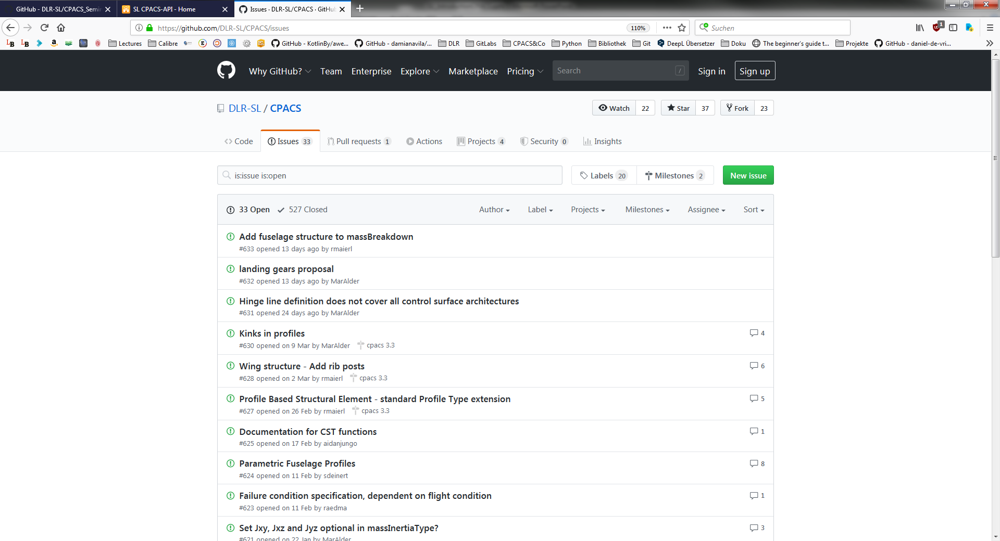 GitHub - DLR-SL/CPACS_Semin
SL CPACS-API - Home
Issues · DLR-SL/CPACS · GitHub
https://github.com/DLR-SL/CPACS/issues
110%
Suchen
1
LB
LB
Lectures
Calibre
GitHub - KotlinBy/awe...
GitHub - damianavila/...
DLR
GitLabs
CPACS&Co
Python
Bibliothek
Git
DeepL Übersetzer
Doku
The beginner's guide t...
Projekte
GitHub - daniel-de-vri...
Why GitHub?
Team
Enterprise
Explore
Marketplace
Pricing
Search
/
Sign in
Sign up
DLR-SL / CPACS
Watch 22
Star 37
Fork 23
Code
Issues 33
Pull requests 1
Actions
Projects 4
Security 0
Insights
is:issue is:open
Labels 20
Milestones 2
New issue
33 Open
527 Closed
Author
Label
Projects
Milestones
Assignee
Sort
Add fuselage structure to massBreakdown
#633 opened 13 days ago by rmaierl
landing gears proposal
#632 opened 13 days ago by MarAlder
Hinge line definition does not cover all control surface architectures
#631 opened 24 days ago by MarAlder
Kinks in profiles
4
#630 opened on 9 Mar by MarAlder cpacs 3.3
Wing structure - Add rib posts
6
#628 opened on 2 Mar by rmaierl cpacs 3.3
Profile Based Structural Element - standard Profile Type extension
5
#627 opened on 26 Feb by rmaierl cpacs 3.3
Documentation for CST functions
1
#625 opened on 17 Feb by aidanjungo
Parametric Fuselage Profiles
8
#624 opened on 11 Feb by sdeinert
Failure condition specification, dependent on flight condition
1
#623 opened on 11 Feb by raedma
Set Jxy, Jxz and Jyz optional in massInertiaType?
3
#621 opened on 22 Jan by MarAlder